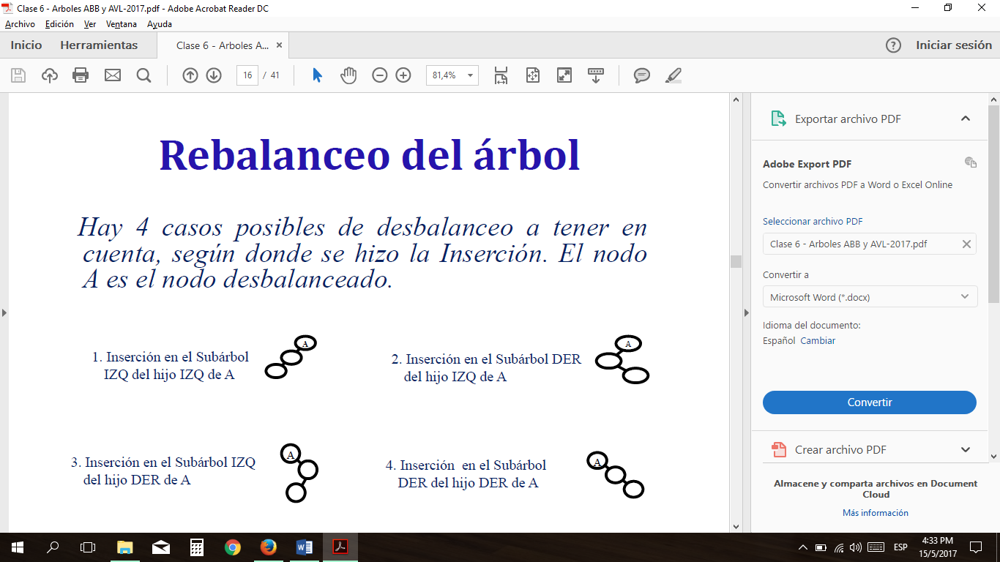 Clase 6 - Arboles ABB y AVL-2017.pdf - Adobe Acrobat Reader DC
Archivo Edición Ver Ventana Ayuda
Inicio Herramientas Clase 6 - Arboles A... × ? Iniciar sesión
16 / 41 81,4%
Rebalanceo del árbol
Hay 4 casos posibles de desbalanceo a tener en
cuenta, según donde se hizo la Inserción. El nodo
A es el nodo desbalanceado.
1. Inserción en el Subárbol
IZQ del hijo IZQ de A
A
2. Inserción en el Subárbol DER
del hijo IZQ de A
A
3. Inserción en el Subárbol IZQ
del hijo DER de A
A
4. Inserción en el Subárbol
DER del hijo DER de A
A
Exportar archivo PDF
Adobe Export PDF
Convertir archivos PDF a Word o Excel Online
Seleccionar archivo PDF
Clase 6 - Arboles ABB y AVL-2017.pdf
Convertir a
Microsoft Word (*.docx)
Idioma del documento:
Español Cambiar
Convertir
Crear archivo PDF
Almacene y comparta archivos en Document
Cloud
Más información
ESP
4:33 PM
15/5/2017